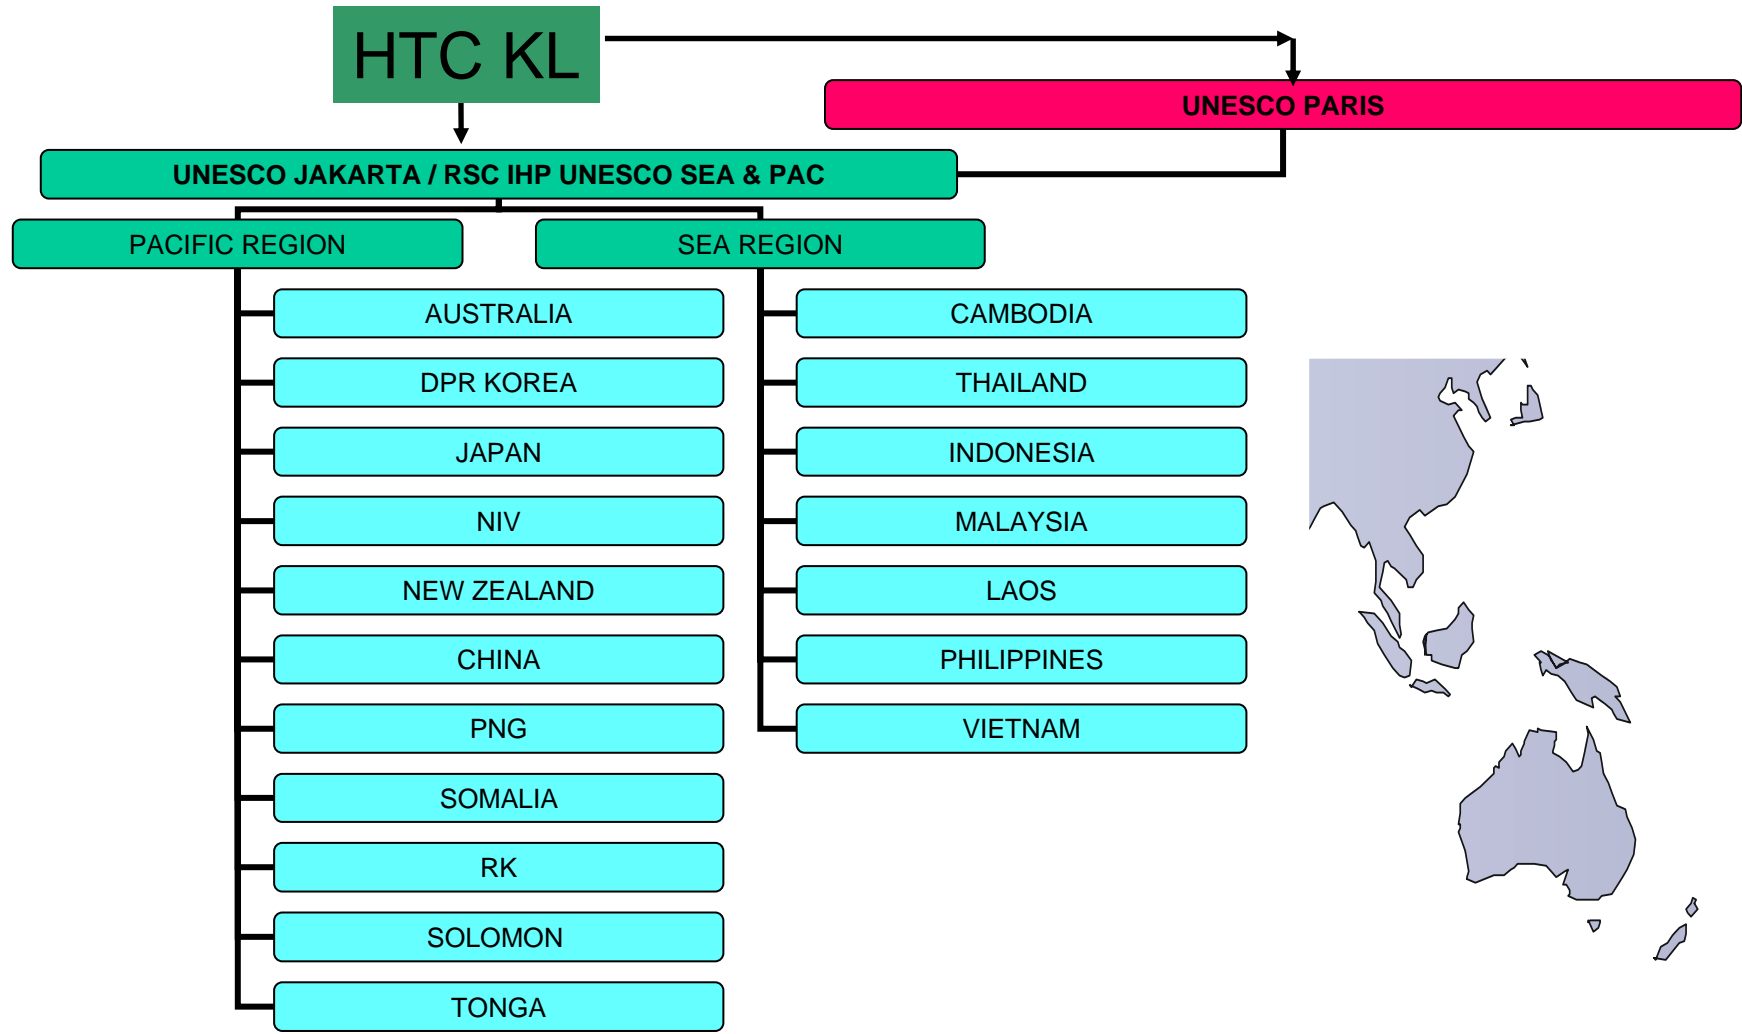 HTC KL
UNESCO PARIS
UNESCO JAKARTA / RSC IHP UNESCO SEA & PAC
PACIFIC REGION
SEA REGION
AUSTRALIA
DPR KOREA
JAPAN
NIV
NEW ZEALAND
CHINA
PNG
SOMALIA
RK
SOLOMON
TONGA
CAMBODIA
THAILAND
INDONESIA
MALAYSIA
LAOS
PHILIPPINES
VIETNAM